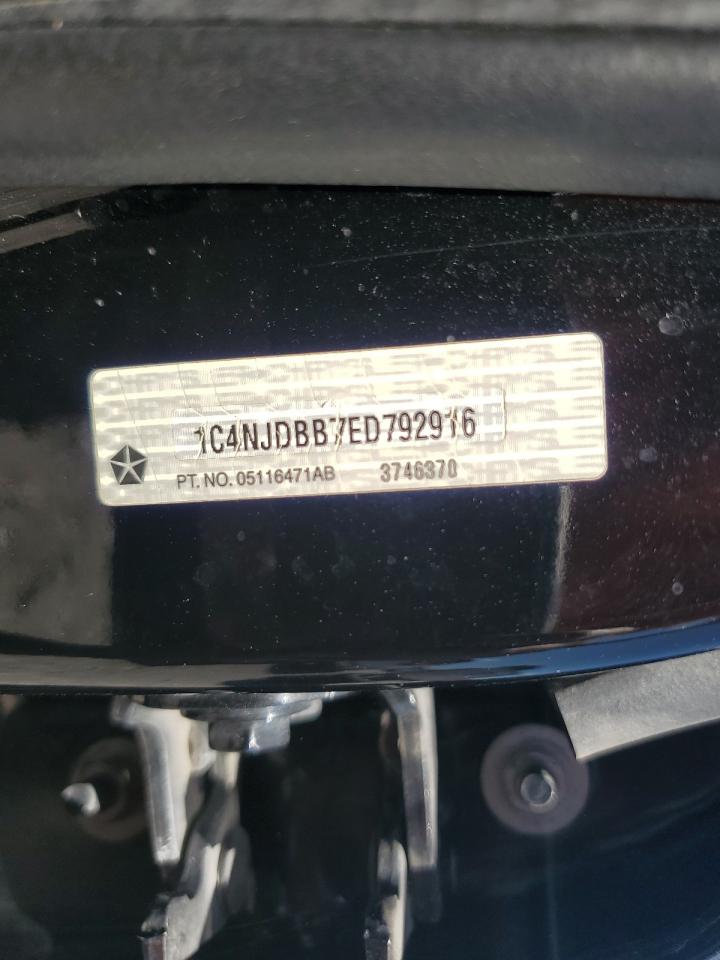 1C4NJDBB7ED792916
PT. NO. 05116471AB 3746370